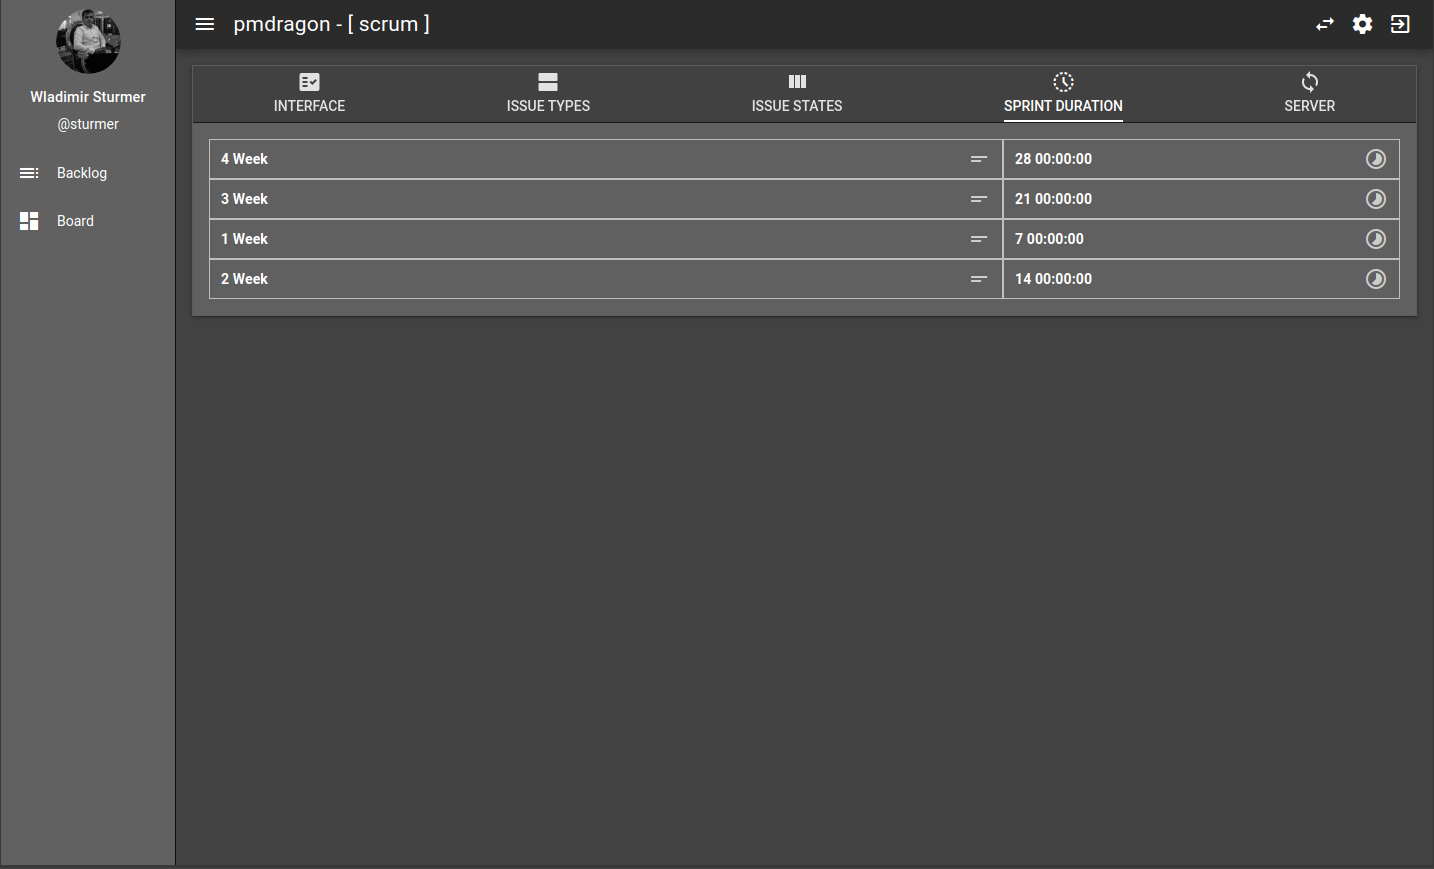 Wladimir Sturmer
@sturmer
Backlog
Board
pmdragon - [ scrum ]
INTERFACE
ISSUE TYPES
ISSUE STATES
SPRINT DURATION
SERVER
4 Week 28 00:00:00
3 Week 21 00:00:00
1 Week 7 00:00:00
2 Week 14 00:00:00